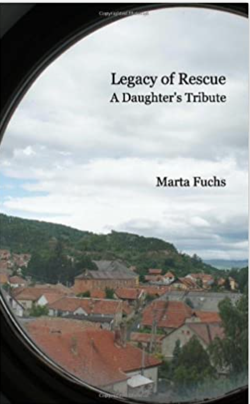 Legacy of Rescue
A Daughter's Tribute
Marta Fuchs